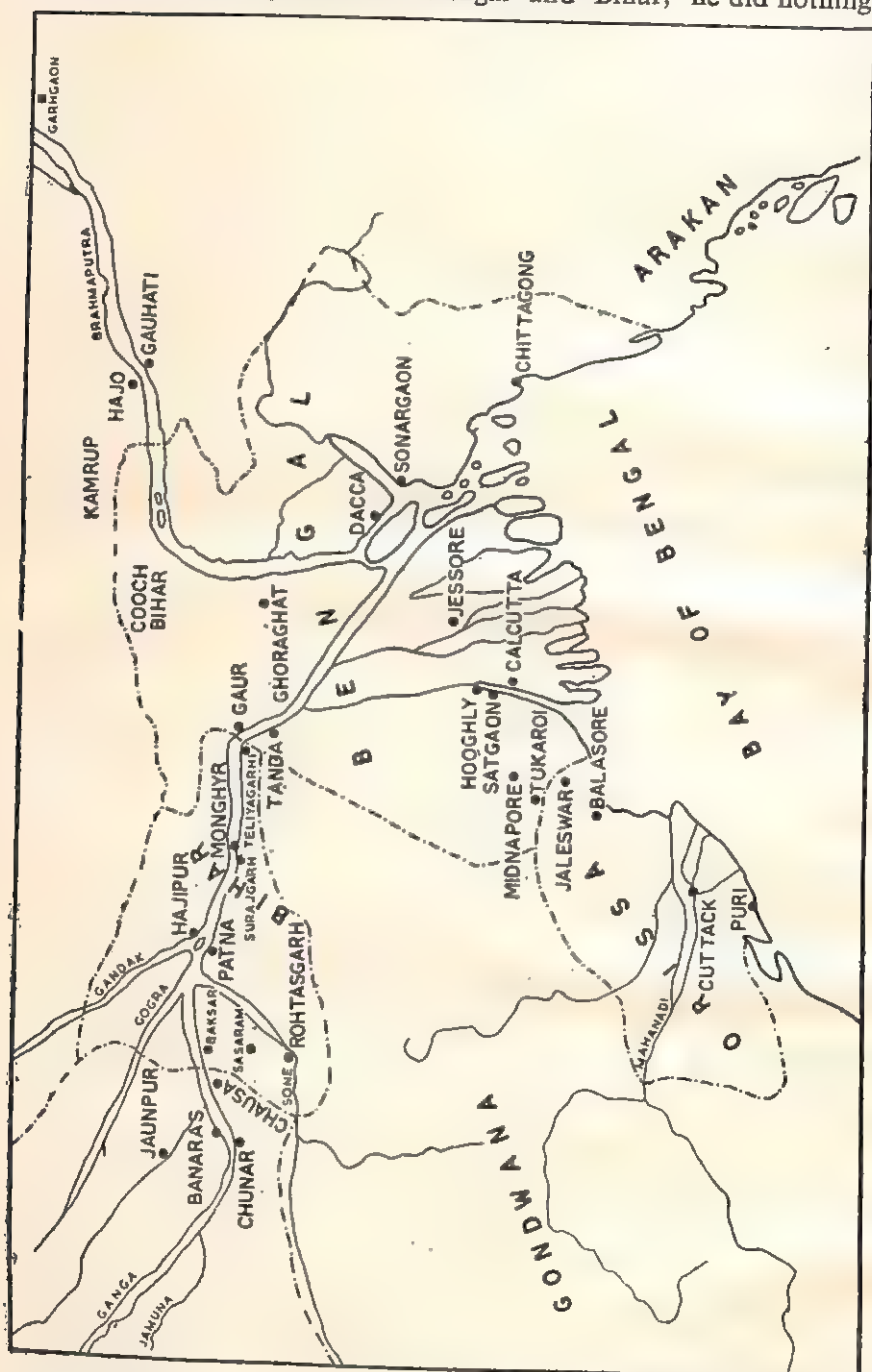 and Bihar, he did nothing
GARHGAON
BRAHMAPUTRA
GAUHATI
HAJO
KAMRUP
COOCH
BIHAR
GHORAGHAT
GAUR
TANDA
TELIYAGARHI
MONGHYR
SURAJGARH
HAJIPUR
PATNA
BIHAR
GANDAK
GOGRA
BAKSAR
SASARAM
ROHTASGARH
SONE
CHAUSA
JAUNPUR
BANARAS
CHUNAR
GANGA
JAMUNA
BENGAL
DACCA
SONARGAON
CHITTAGONG
ARAKAN
JESSORE
CALCUTTA
HOOGHLY
SATGAON
MIDNAPORE
TUKAROI
JALESWAR
BALASORE
BAY OF BENGAL
ORISSA
MAHANADI
CUTTACK
PURI
GONDWANA